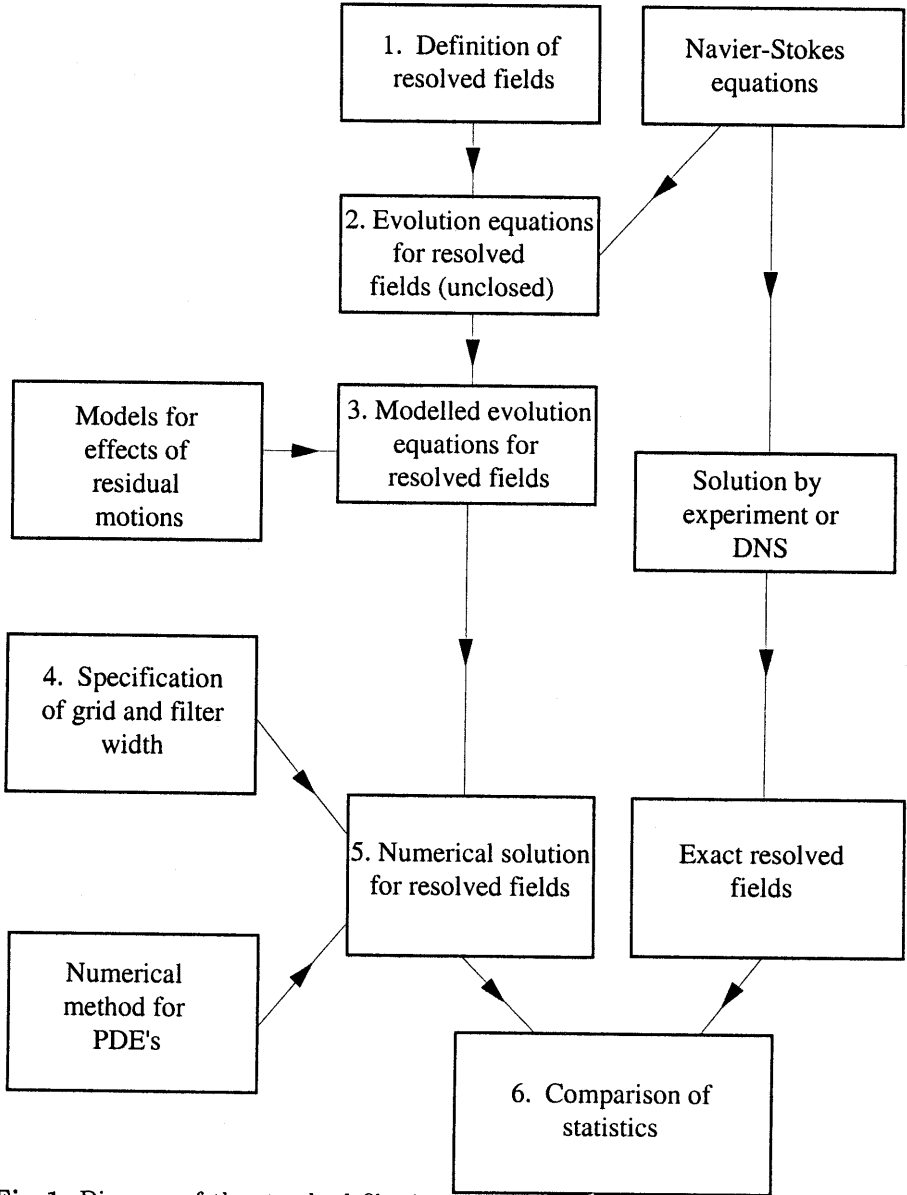 1. Definition of
resolved fields
Navier-Stokes
equations
2. Evolution equations
for resolved
fields (unclosed)
Models for
effects of
residual
motions
3. Modelled evolution
equations for
resolved fields
Solution by
experiment or
DNS
4. Specification
of grid and filter
width
5. Numerical solution
for resolved fields
Exact resolved
fields
Numerical
method for
PDE's
6. Comparison of
statistics